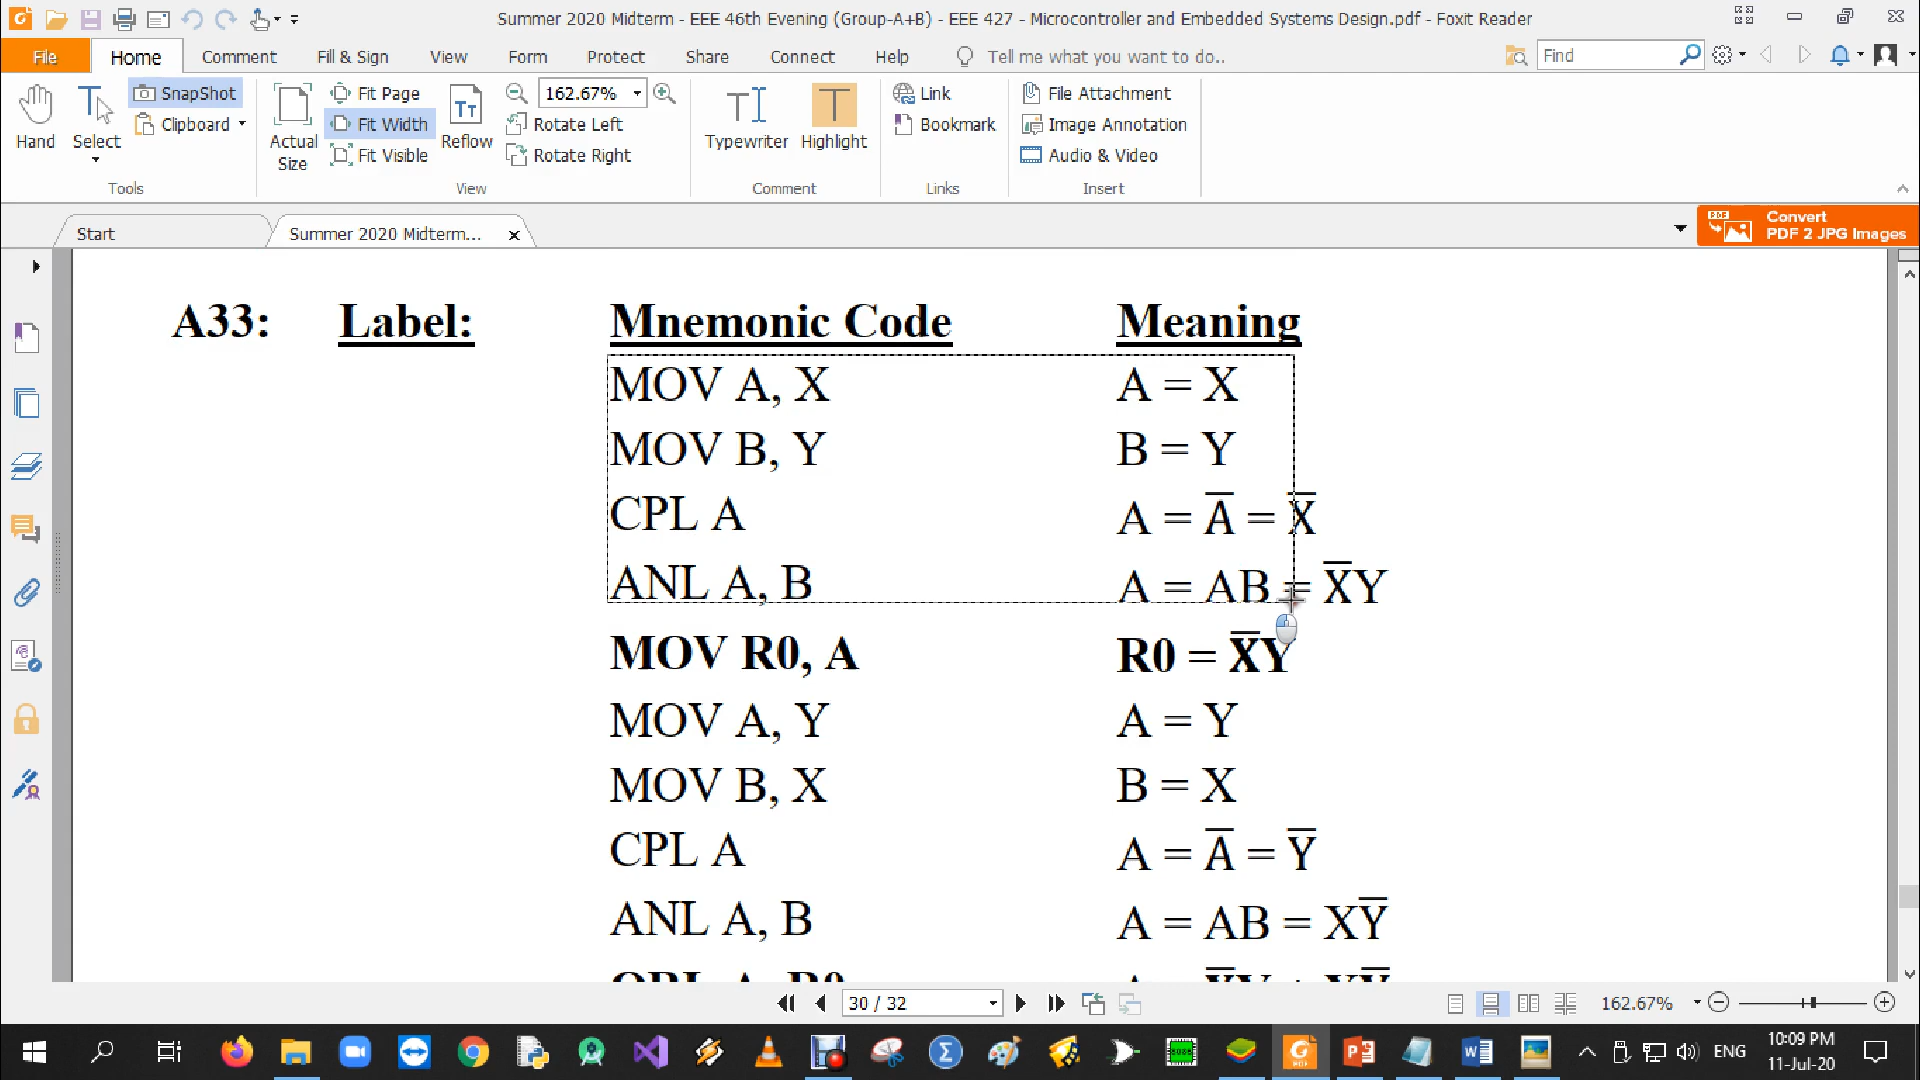 Summer 2020 Midterm - EEE 46th Evening (Group-A+B) - EEE 427 - Microcontroller and Embedded Systems Design.pdf - Foxit Reader
File Home Comment Fill & Sign View Form Protect Share Connect Help Tell me what you want to do.. Find
SnapShot Fit Page 162.67% Link File Attachment
Hand Select Clipboard Actual Size Fit Width Reflow Rotate Left Typewriter Highlight Bookmark Image Annotation
Fit Visible Rotate Right Audio & Video
Tools View Comment Links Insert
Start Summer 2020 Midterm... PDF Convert PDF 2 JPG Images
A33: Label: Mnemonic Code Meaning
MOV A, X A = X
MOV B, Y B = Y
CPL A A = A̅ = X̅
ANL A, B A = AB = X̅Y
MOV R0, A R0 = X̅Y
MOV A, Y A = Y
MOV B, X B = X
CPL A A = A̅ = Y̅
ANL A, B A = AB = XY̅
30 / 32 162.67%
ENG 10:09 PM
11-Jul-20